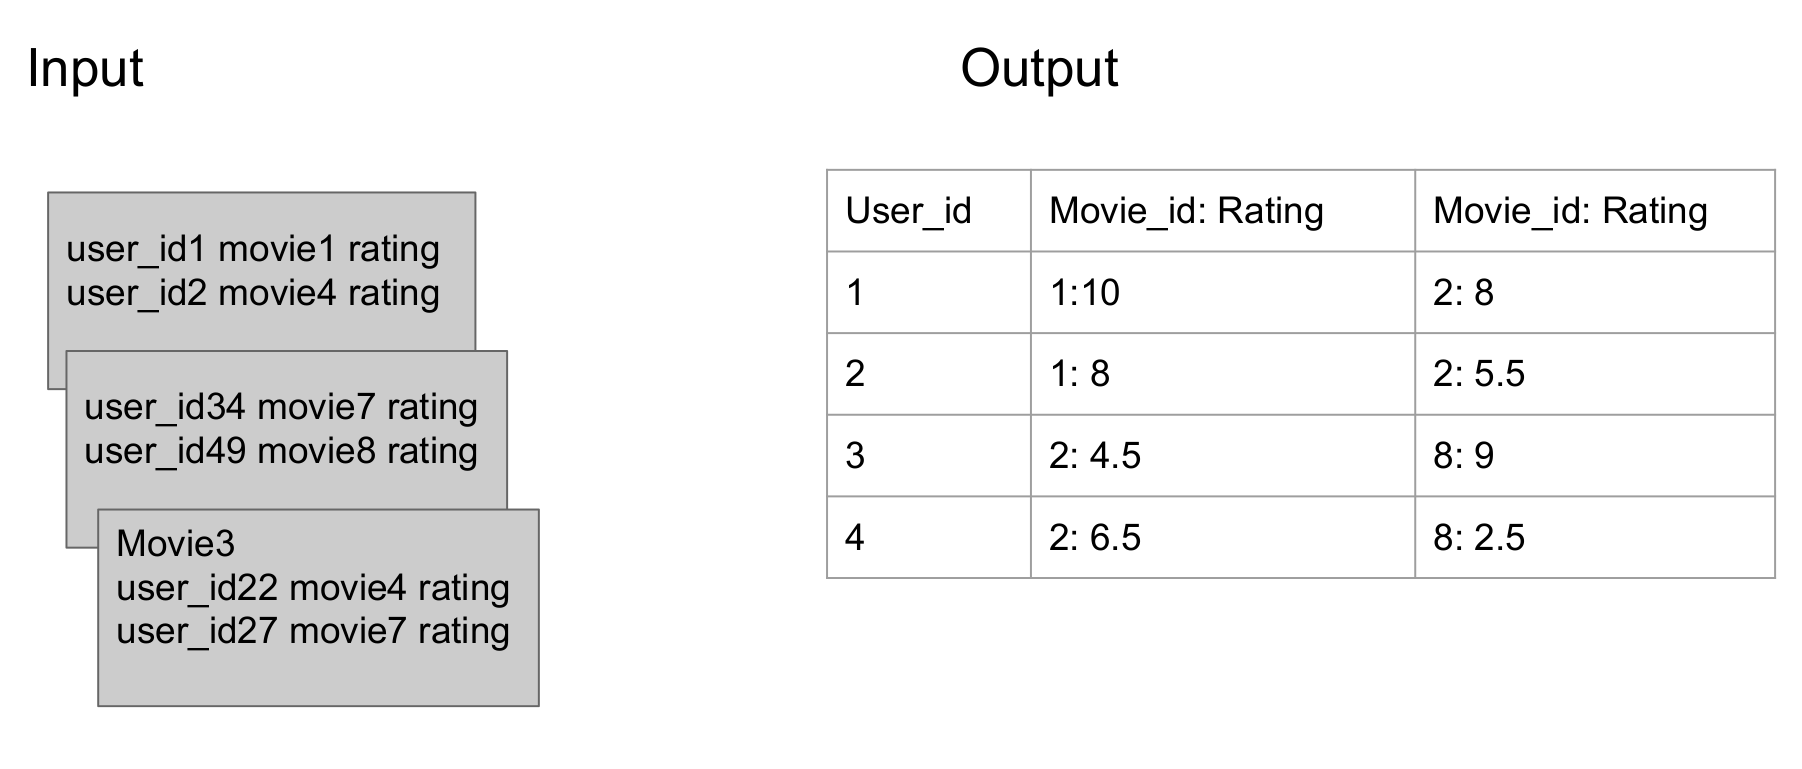 Input
Output
user_id1 movie1 rating
user_id2 movie4 rating
user_id34 movie7 rating
user_id49 movie8 rating
Movie3
user_id22 movie4 rating
user_id27 movie7 rating
User_id Movie_id: Rating Movie_id: Rating
1 1:10 2: 8
2 1: 8 2: 5.5
3 2: 4.5 8: 9
4 2: 6.5 8: 2.5